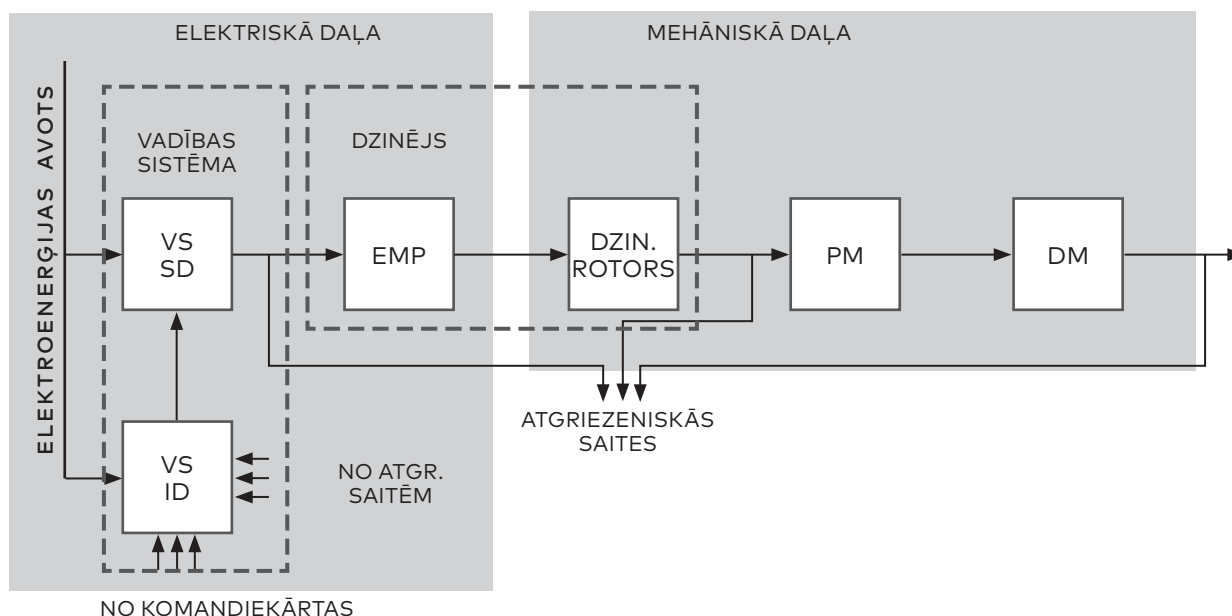 ELEKTRISKĀ DAĻA
MEHĀNISKĀ DAĻA
ELEKTROENERĢIJAS AVOTS
VADĪBAS
SISTĒMA
DZINĒJS
VS
SD
EMP
DZIN.
ROTORS
PM
DM
ATGRIEZENISKĀS
SAITES
VS
ID
NO ATGR.
SAITĒM
NO KOMANDIEKĀRTAS